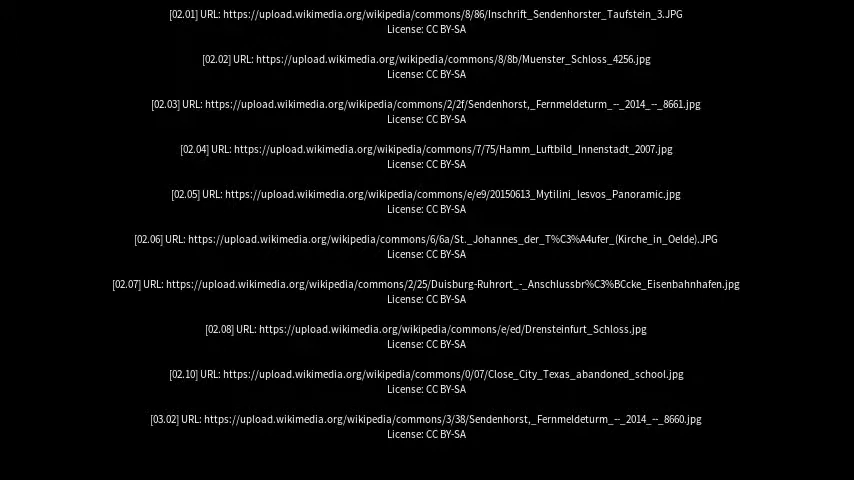 [02.01] URL: https://upload.wikimedia.org/wikipedia/commons/8/86/Inschrift_Sendenhorster_Taufstein_3.JPG
License: CC BY-SA
[02.02] URL: https://upload.wikimedia.org/wikipedia/commons/8/8b/Muenster_Schloss_4256.jpg
License: CC BY-SA
[02.03] URL: https://upload.wikimedia.org/wikipedia/commons/2/2f/Sendenhorst,_Fernmeldeturm_--_2014_--_8661.jpg
License: CC BY-SA
[02.04] URL: https://upload.wikimedia.org/wikipedia/commons/7/75/Hamm_Luftbild_Innenstadt_2007.jpg
License: CC BY-SA
[02.05] URL: https://upload.wikimedia.org/wikipedia/commons/e/e9/20150613_Mytilini_lesvos_Panoramic.jpg
License: CC BY-SA
[02.06] URL: https://upload.wikimedia.org/wikipedia/commons/6/6a/St._Johannes_der_T%C3%A4ufer_(Kirche_in_Oelde).JPG
License: CC BY-SA
[02.07] URL: https://upload.wikimedia.org/wikipedia/commons/2/25/Duisburg-Ruhrort_-_Anschlussbr%C3%BCcke_Eisenbahnhafen.jpg
License: CC BY-SA
[02.08] URL: https://upload.wikimedia.org/wikipedia/commons/e/ed/Drensteinfurt_Schloss.jpg
License: CC BY-SA
[02.10] URL: https://upload.wikimedia.org/wikipedia/commons/0/07/Close_City_Texas_abandoned_school.jpg
License: CC BY-SA
[03.02] URL: https://upload.wikimedia.org/wikipedia/commons/3/38/Sendenhorst,_Fernmeldeturm_--_2014_--_8660.jpg
License: CC BY-SA